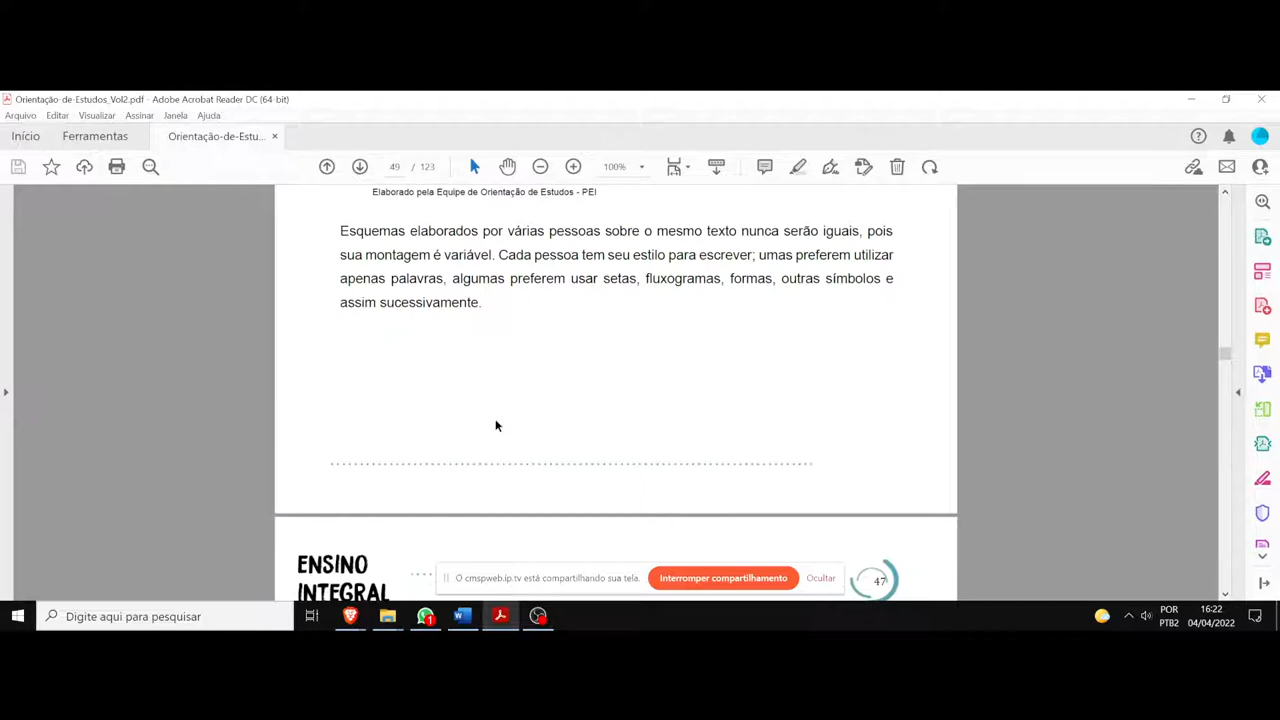 Orientação-de-Estudos_Vol2.pdf - Adobe Acrobat Reader DC (64-bit)
Arquivo Editar Visualizar Assinar Janela Ajuda
Início Ferramentas Orientação-de-Estu... ×
49 / 123 100%
Elaborado pela Equipe de Orientação de Estudos - PEI
Esquemas elaborados por várias pessoas sobre o mesmo texto nunca serão iguais, pois
sua montagem é variável. Cada pessoa tem seu estilo para escrever; umas preferem utilizar
apenas palavras, algumas preferem usar setas, fluxogramas, formas, outras símbolos e
assim sucessivamente.
ENSINO
INTEGRAL
O cmspweb.ip.tv está compartilhando sua tela. Interromper compartilhamento Ocultar
47
Digite aqui para pesquisar
1
POR
PTB2
16:22
04/04/2022